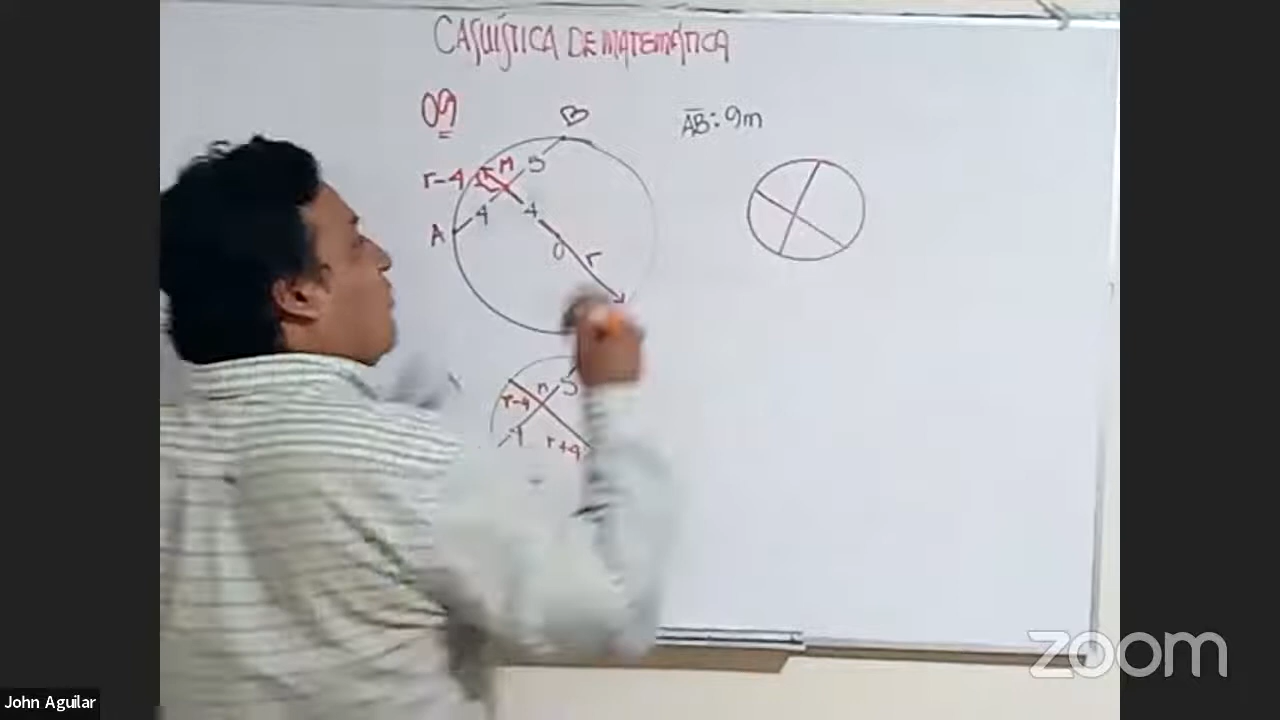 CASUÍSTICA DE MATEMÁTICA
09
B
AB: 9m
r-4 M 5
4 4
A O r
r-4 n 5
4 r+4
zoom
John Aguilar